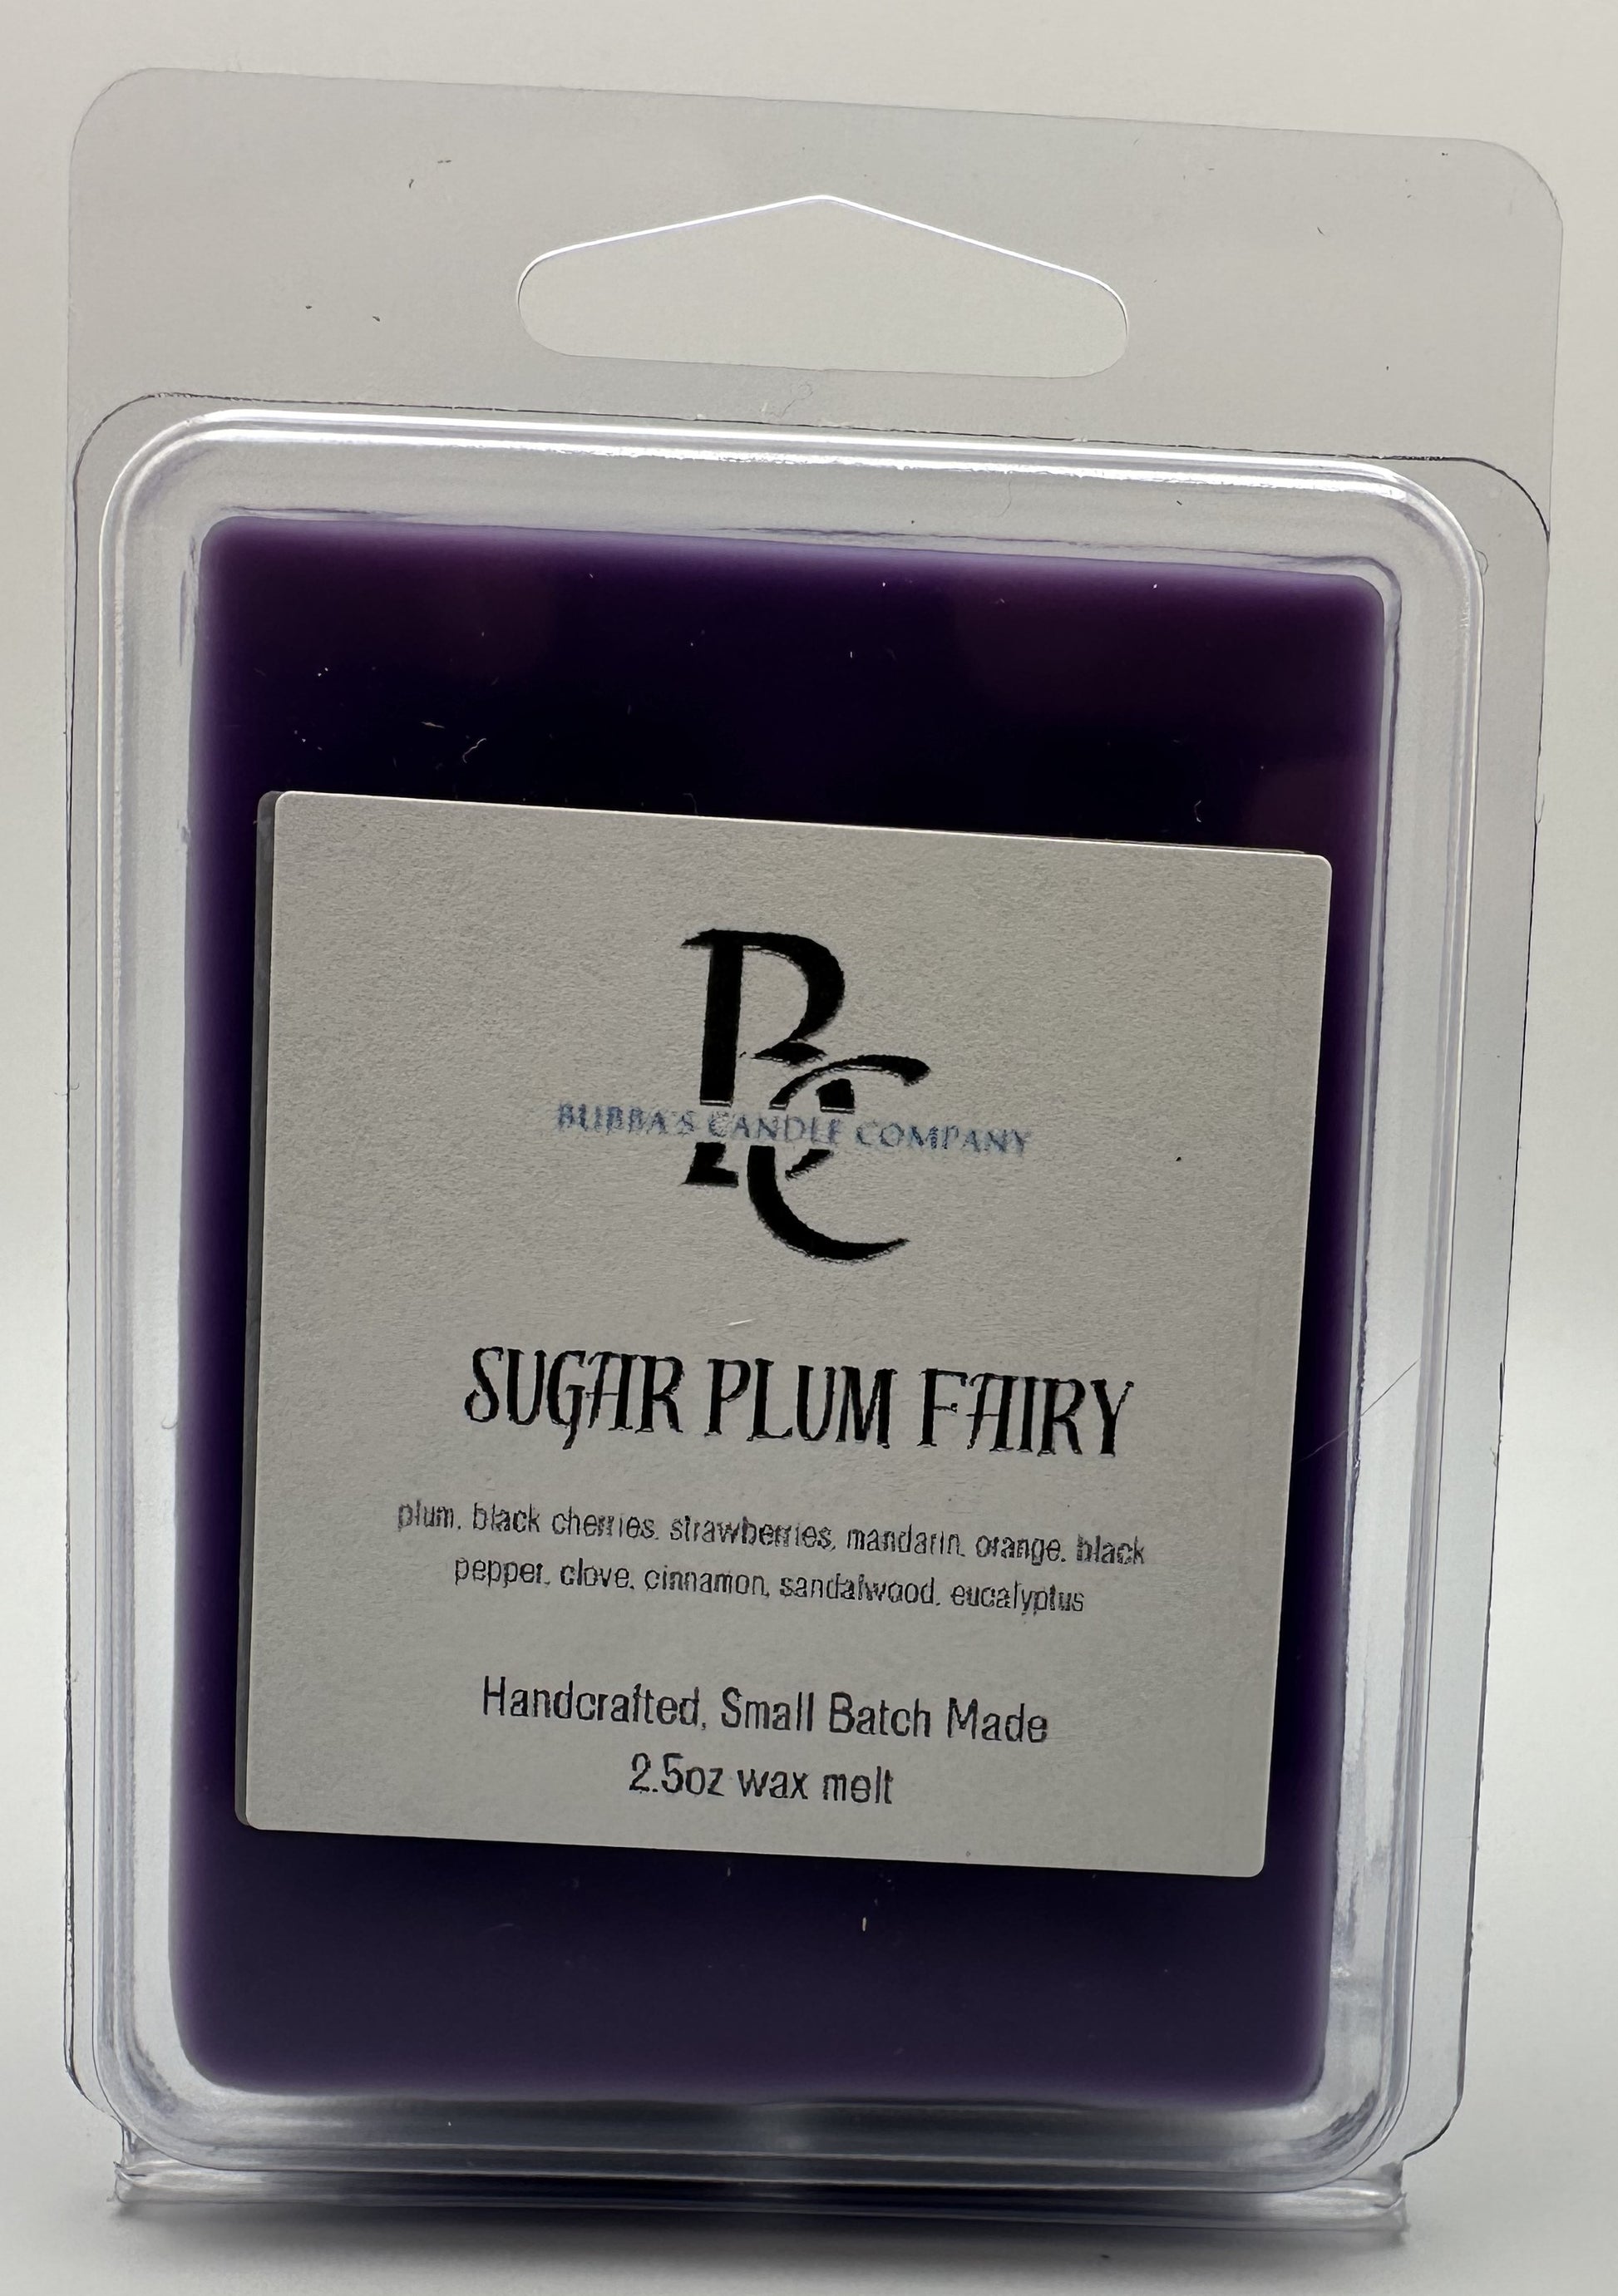 BC
BUBBA'S CANDLE COMPANY
SUGAR PLUM FAIRY
plum, black cherries, strawberries, mandarin, orange, black
pepper, clove, cinnamon, sandalwood, eucalyptus
Handcrafted, Small Batch Made
2.5oz wax melt